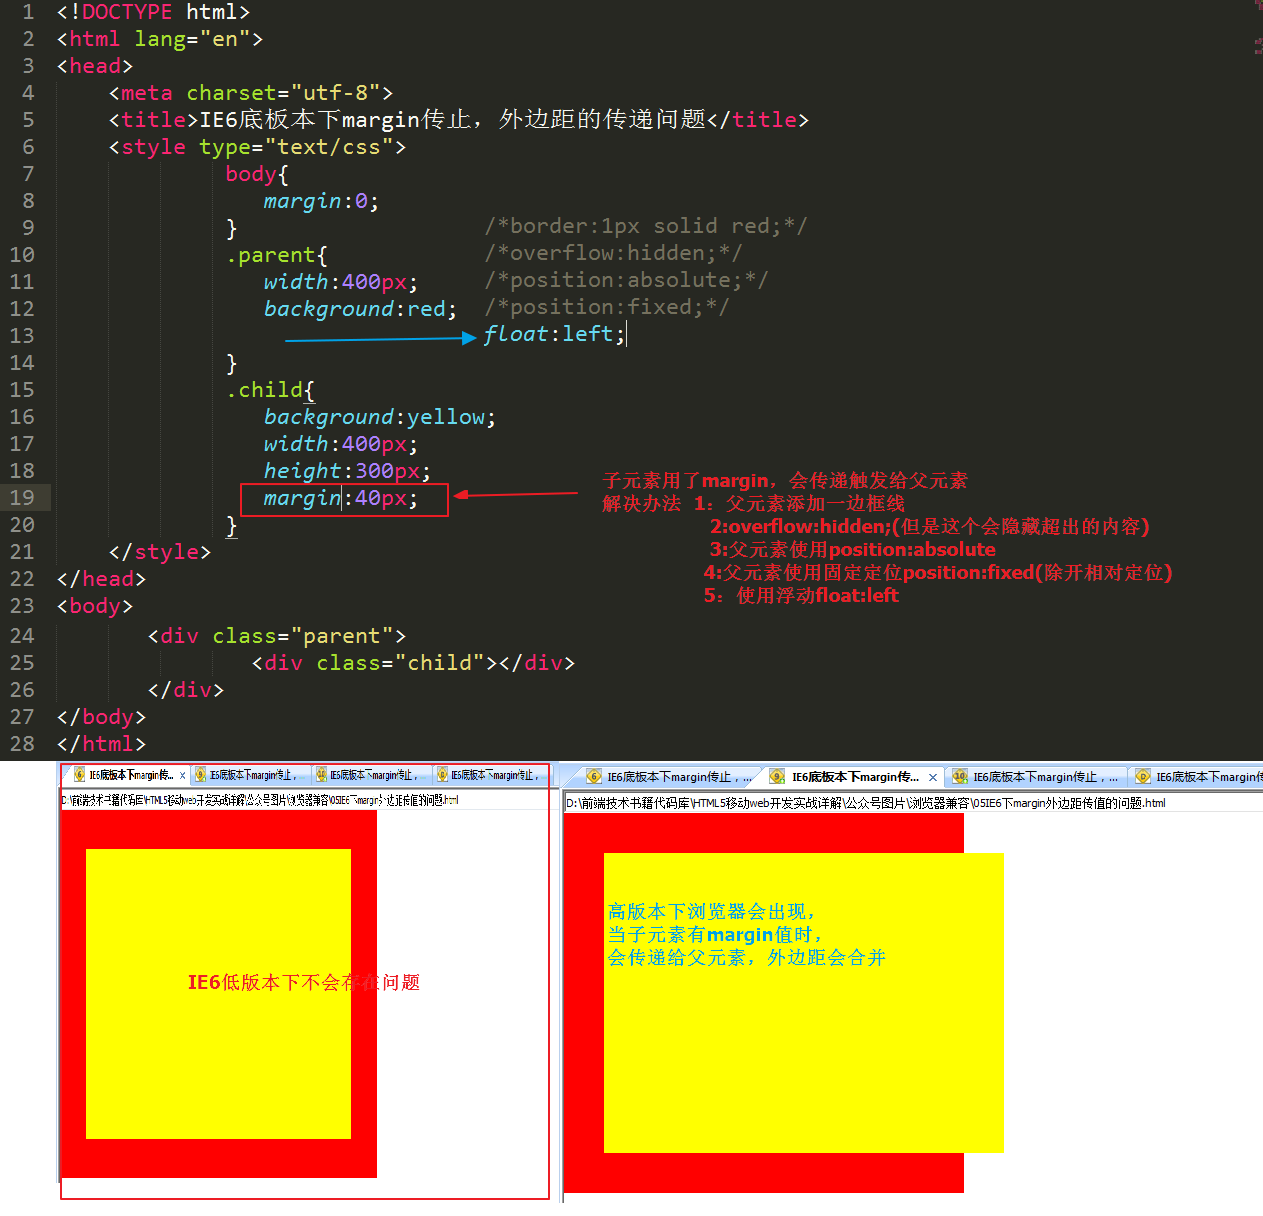 1 <!DOCTYPE html>
2 <html lang="en">
3 <head>
4 <meta charset="utf-8">
5 <title>IE6底板本下margin传止，外边距的传递问题</title>
6 <style type="text/css">
7 body{
8 margin:0;
9 } /*border:1px solid red;*/
10 .parent{ /*overflow:hidden;*/
11 width:400px; /*position:absolute;*/
12 background:red; /*position:fixed;*/
13 float:left;
14 }
15 .child{
16 background:yellow;
17 width:400px;
18 height:300px;
19 margin:40px;
20 }
21 </style>
22 </head>
23 <body>
24 <div class="parent">
25 <div class="child"></div>
26 </div>
27 </body>
28 </html>
子元素用了margin，会传递触发给父元素
解决办法 1：父元素添加一边框线
2:overflow:hidden;(但是这个会隐藏超出的内容)
3:父元素使用position:absolute
4:父元素使用固定定位position:fixed(除开相对定位)
5：使用浮动float:left
6 IE6底板本下margin传... × 9 IE6底板本下margin传止， 10 IE6底板本下margin传止， IE6底板本下margin传止，
D:\前端技术书籍代码库\HTML5移动web开发实战详解\公众号图片\浏览器兼容\05IE6下margin外边距传值的问题.html
IE6低版本下不会存在问题
6 IE6底板本下margin传止，... 9 IE6底板本下margin传... × 10 IE6底板本下margin传止，... IE6底板本下margin传
D:\前端技术书籍代码库\HTML5移动web开发实战详解\公众号图片\浏览器兼容\05IE6下margin外边距传值的问题.html
高版本下浏览器会出现，
当子元素有margin值时，
会传递给父元素，外边距会合并